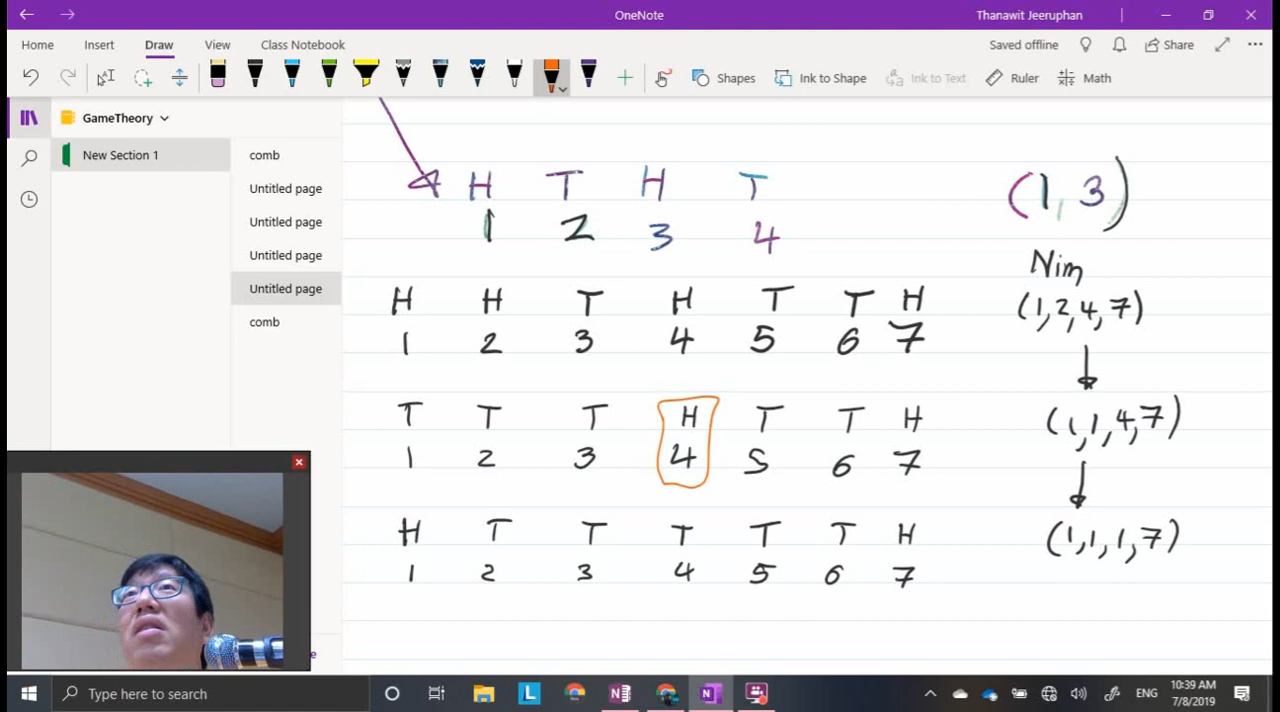 OneNote
Thanawit Jeeruphan
Home Insert Draw View Class Notebook
Saved offline Share
Shapes Ink to Shape Ink to Text Ruler Math
GameTheory
New Section 1
comb
Untitled page
Untitled page
Untitled page
Untitled page
comb
H T H T
1 2 3 4
(1, 3)
Nim
H H T H T T H
1 2 3 4 5 6 7
(1,2,4,7)
T T T H T T H
1 2 3 4 5 6 7
(1,1,4,7)
H T T T T T H
1 2 3 4 5 6 7
(1,1,1,7)
Type here to search
ENG
10:39 AM
7/8/2019